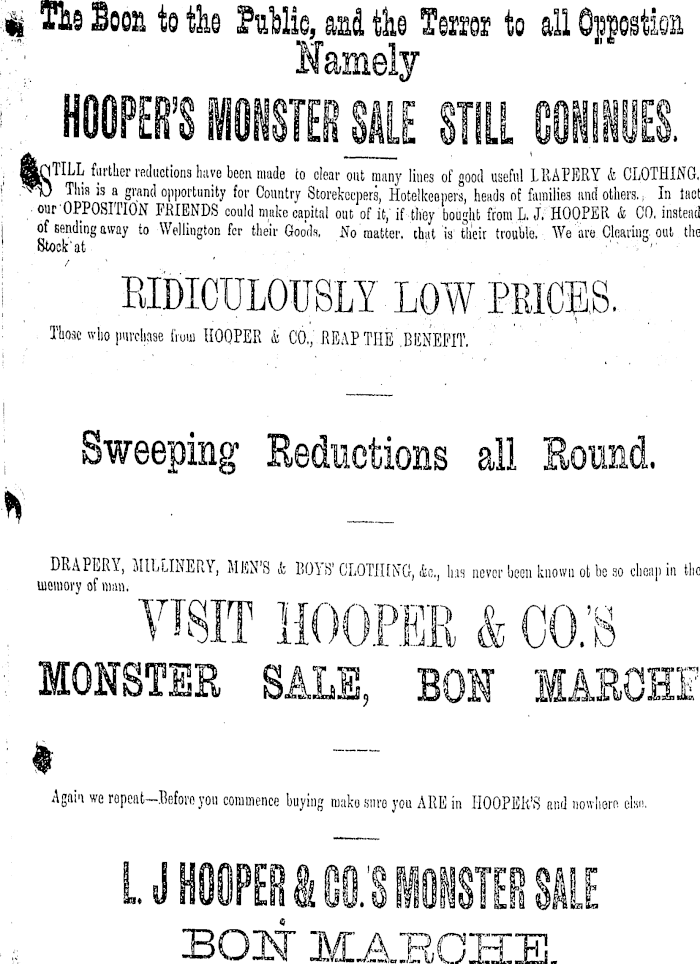 The Boon to the Public, and the Terror to all Oppostion
Namely
HOOPER'S MONSTER SALE STILL CONINUES.
STILL further reductions have been made to clear out many lines of good useful DRAPERY & CLOTHING.
This is a grand opportunity for Country Storekeepers, Hotelkeepers, heads of families and others. In fact
our OPPOSITION FRIENDS could make capital out of it, if they bought from L. J. HOOPER & CO. instead
of sending away to Wellington for their Goods. No matter. that is their trouble. We are Clearing out the
Stock at
RIDICULOUSLY LOW PRICES.
Those who purchase from HOOPER & CO., REAP THE BENEFIT.
Sweeping Reductions all Round.
DRAPERY, MILLINERY, MEN'S & BOYS' CLOTHING, &c., has never been known ot be so cheap in the
memory of man.
VISIT HOOPER & CO.'S
MONSTER SALE, BON MARCHE
Again we repeat—Before you commence buying make sure you ARE in HOOPER'S and nowhere else.
L. J HOOPER & CO.'S MONSTER SALE
BON MARCHE.